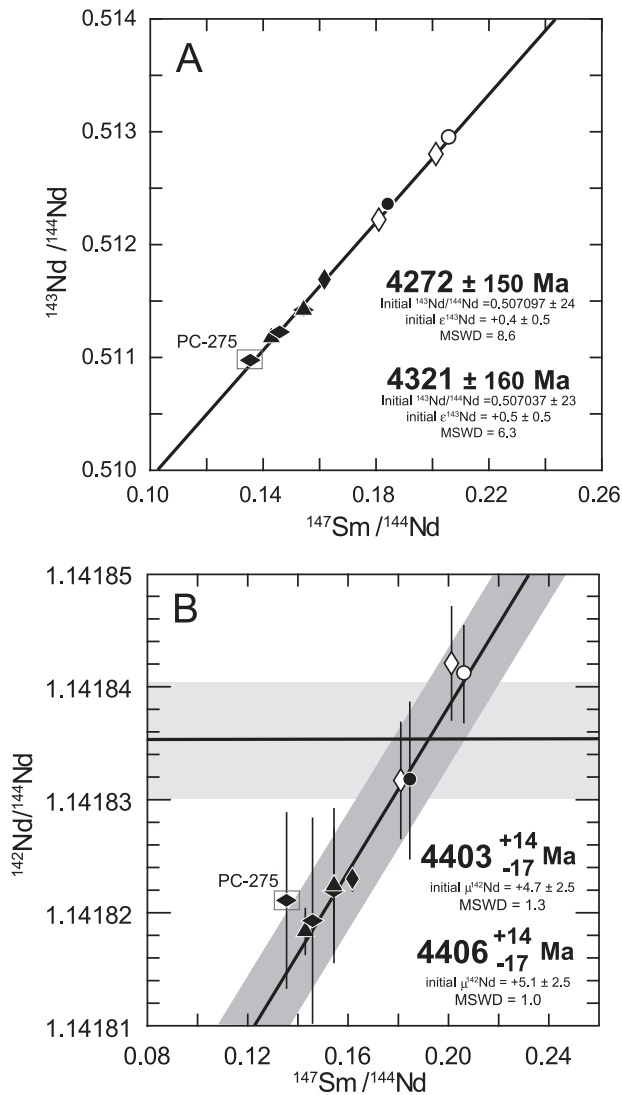 0.514
A
0.513
0.512
0.511
0.510
¹⁴³Nd /¹⁴⁴Nd
PC-275
4272 ± 150 Ma
Initial ¹⁴³Nd/¹⁴⁴Nd =0.507097 ± 24
initial ε¹⁴³Nd = +0.4 ± 0.5
MSWD = 8.6
4321 ± 160 Ma
Initial ¹⁴³Nd/¹⁴⁴Nd =0.507037 ± 23
initial ε¹⁴³Nd = +0.5 ± 0.5
MSWD = 6.3
0.10 0.14 0.18 0.22 0.26
¹⁴⁷Sm /¹⁴⁴Nd
1.14185
B
1.14184
1.14183
1.14182
1.14181
¹⁴²Nd/¹⁴⁴Nd
PC-275
4403 +14 -17 Ma
initial μ¹⁴²Nd = +4.7 ± 2.5
MSWD = 1.3
4406 +14 -17 Ma
initial μ¹⁴²Nd = +5.1 ± 2.5
MSWD = 1.0
0.08 0.12 0.16 0.20 0.24
¹⁴⁷Sm /¹⁴⁴Nd